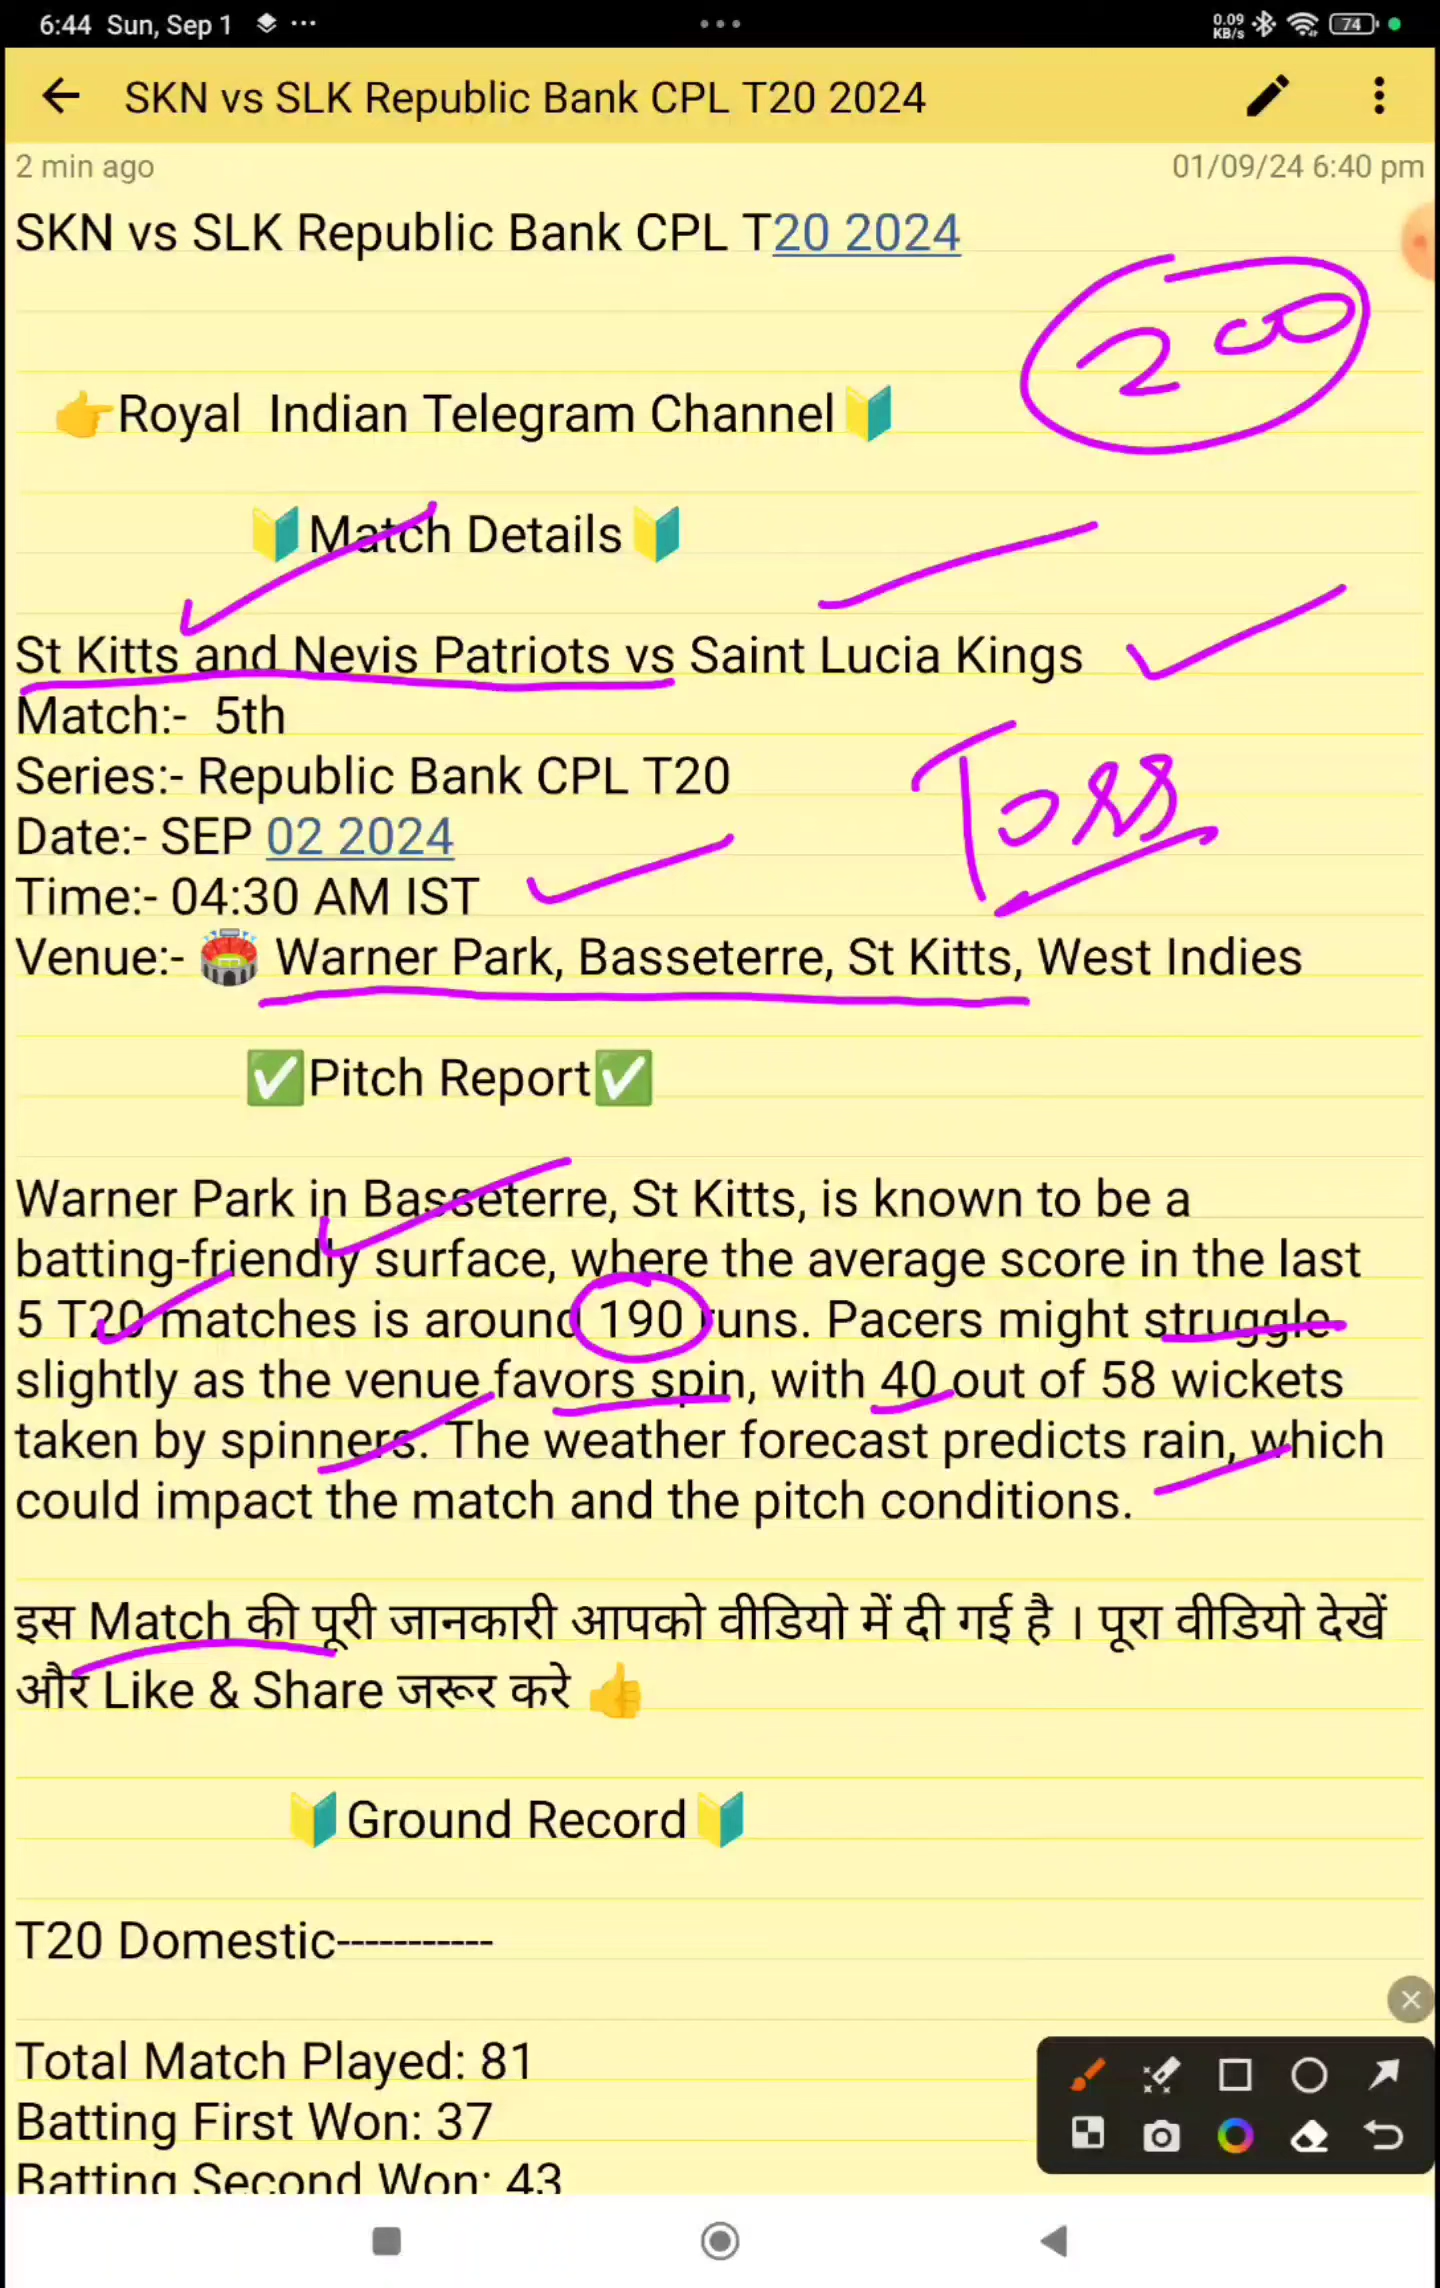 6:44 Sun, Sep 1
0.09
KB/s
74
SKN vs SLK Republic Bank CPL T20 2024
2 min ago
01/09/24 6:40 pm
SKN vs SLK Republic Bank CPL T20 2024
200
👉Royal Indian Telegram Channel🔰
🔰Match Details🔰
St Kitts and Nevis Patriots vs Saint Lucia Kings
Match:- 5th
Series:- Republic Bank CPL T20
Toss
Date:- SEP 02 2024
Time:- 04:30 AM IST
Venue:- 🏟️ Warner Park, Basseterre, St Kitts, West Indies
✅Pitch Report✅
Warner Park in Basseterre, St Kitts, is known to be a
batting-friendly surface, where the average score in the last
5 T20 matches is around 190 runs. Pacers might struggle
slightly as the venue favors spin, with 40 out of 58 wickets
taken by spinners. The weather forecast predicts rain, which
could impact the match and the pitch conditions.
इस Match की पूरी जानकारी आपको वीडियो में दी गई है । पूरा वीडियो देखें
और Like & Share जरूर करे 👍
🔰Ground Record🔰
T20 Domestic-----------
Total Match Played: 81
Batting First Won: 37
Batting Second Won: 43